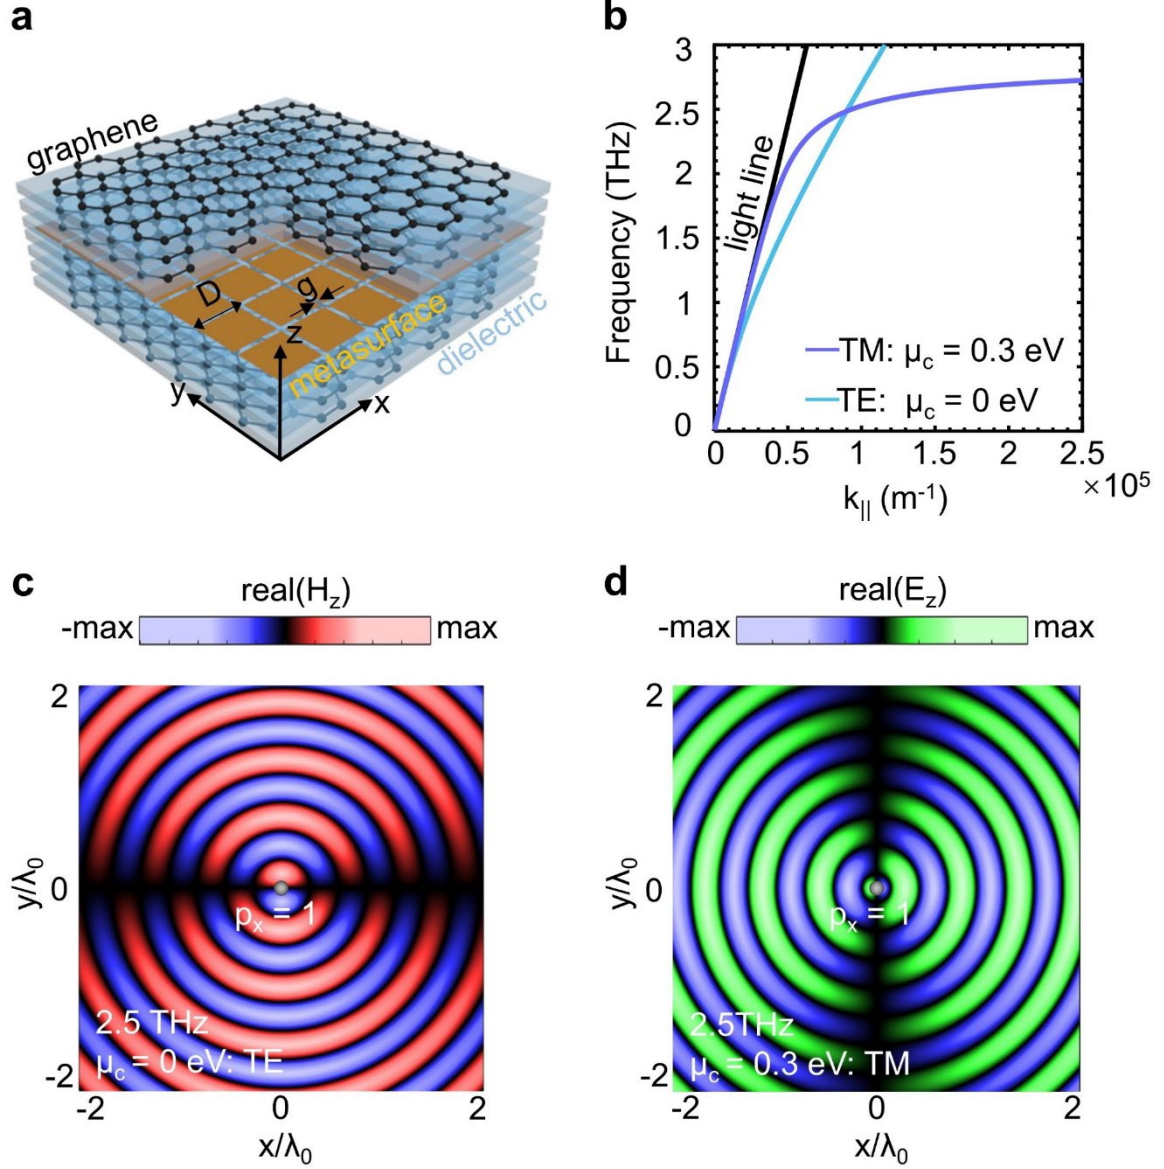 a
graphene
D
g
metasurface
dielectric
z
y
x
b
Frequency (THz)
3
2.5
2
1.5
1
0.5
0
light line
TM: μc = 0.3 eV
TE: μc = 0 eV
0 0.5 1 1.5 2 2.5
×10⁵
k|| (m⁻¹)
c
real(Hz)
-max max
2
y/λ0
0
-2
px = 1
2.5 THz
μc = 0 eV: TE
-2 0 2
x/λ0
d
real(Ez)
-max max
2
y/λ0
0
-2
px = 1
2.5THz
μc = 0.3 eV: TM
-2 0 2
x/λ0